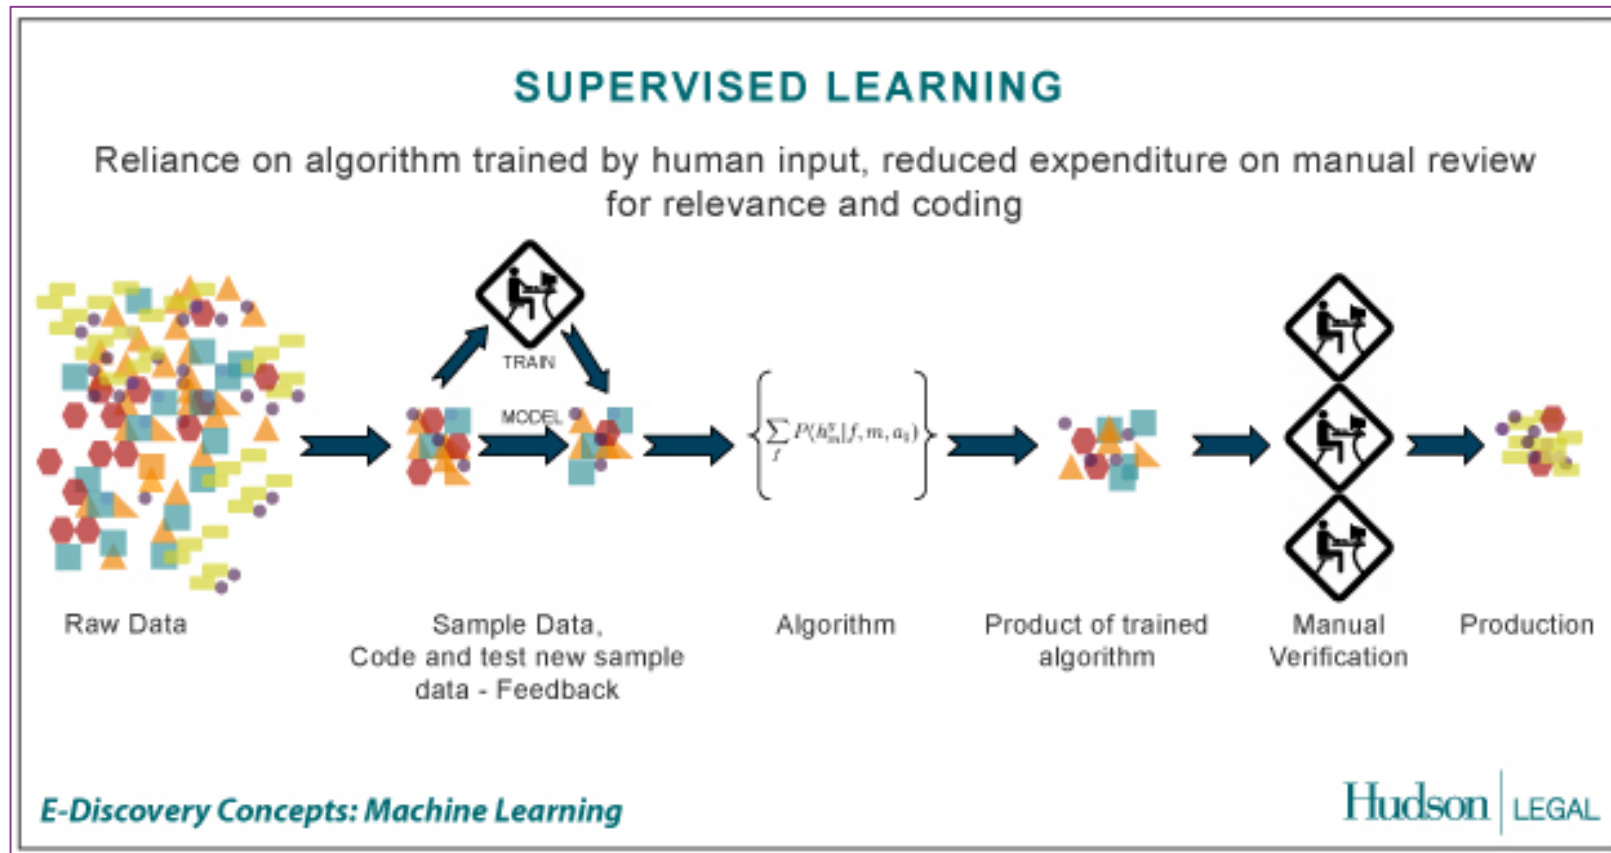 SUPERVISED LEARNING
Reliance on algorithm trained by human input, reduced expenditure on manual review
for relevance and coding
TRAIN
MODEL
Raw Data
Sample Data,
Code and test new sample
data - Feedback
Algorithm
Product of trained
algorithm
Manual
Verification
Production
E-Discovery Concepts: Machine Learning
Hudson LEGAL